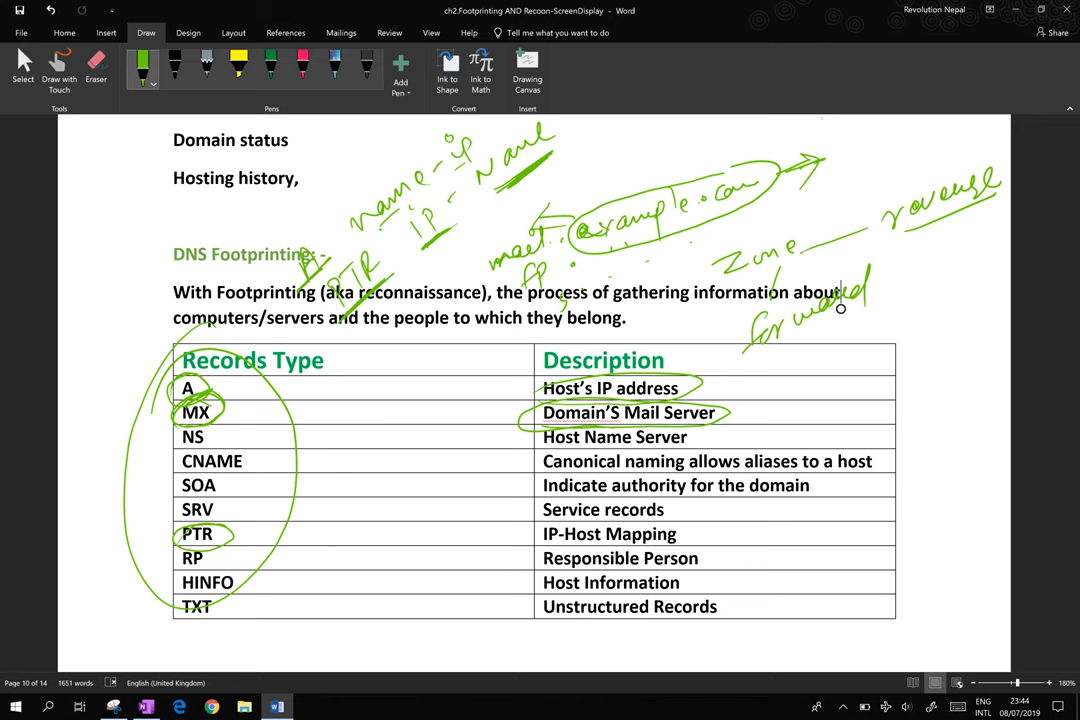 ch2.Footprinting AND Recoon-ScreenDisplay - Word
Revolution Nepal
File Home Insert Draw Design Layout References Mailings Review View Help Tell me what you want to do Share
Select Draw with Touch Eraser Add Pen Ink to Shape Ink to Math Drawing Canvas
Tools Pens Convert Insert
Domain status
Hosting history,
name - ip
IP - Name
A
PTR
meet. example.com
ftp
Zone reverse
forward
DNS Footprinting: -
With Footprinting (aka reconnaissance), the process of gathering information about
computers/servers and the people to which they belong.
Records Type Description
A Host's IP address
MX Domain'S Mail Server
NS Host Name Server
CNAME Canonical naming allows aliases to a host
SOA Indicate authority for the domain
SRV Service records
PTR IP-Host Mapping
RP Responsible Person
HINFO Host Information
TXT Unstructured Records
Page 10 of 14 1651 words English (United Kingdom) 180%
ENG
INTL
23:44
08/07/2019